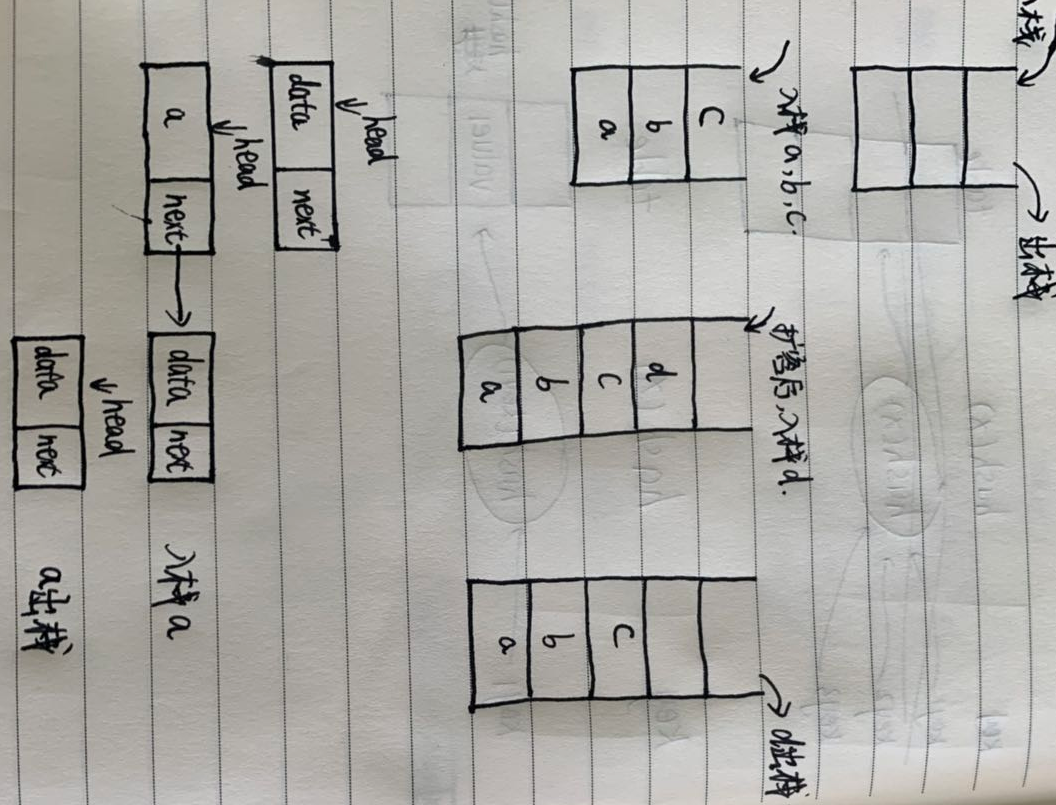 入栈
出栈
入栈a,b,c.
c
b
a
扩容后,入栈d.
d
c
b
a
d出栈
c
b
a
head
data next
head
a next
data next
入栈a
head
data next
a出栈